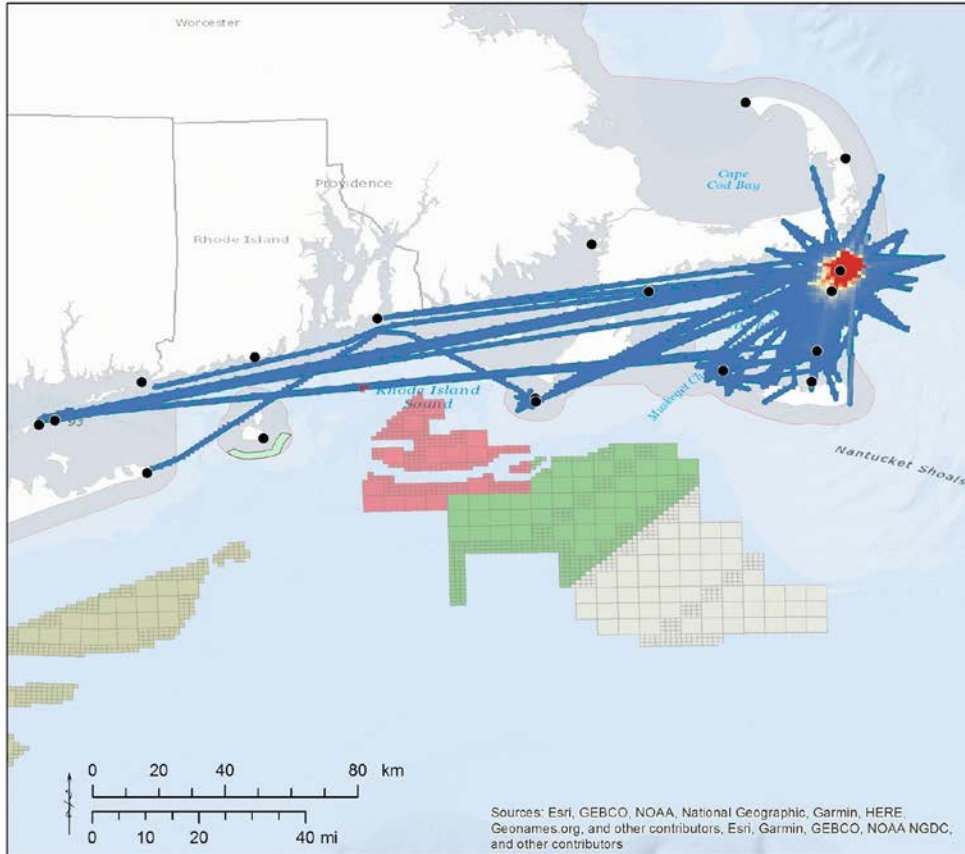 Worcester
Cape
Cod Bay
Providence
Rhode Island
Rhode Island
Sound
93
Nantucket Shoals
0 20 40 80 km
0 10 20 40 mi
Sources: Esri, GEBCO, NOAA, National Geographic, Garmin, HERE,
Geonames.org, and other contributors, Esri, Garmin, GEBCO, NOAA NGDC,
and other contributors